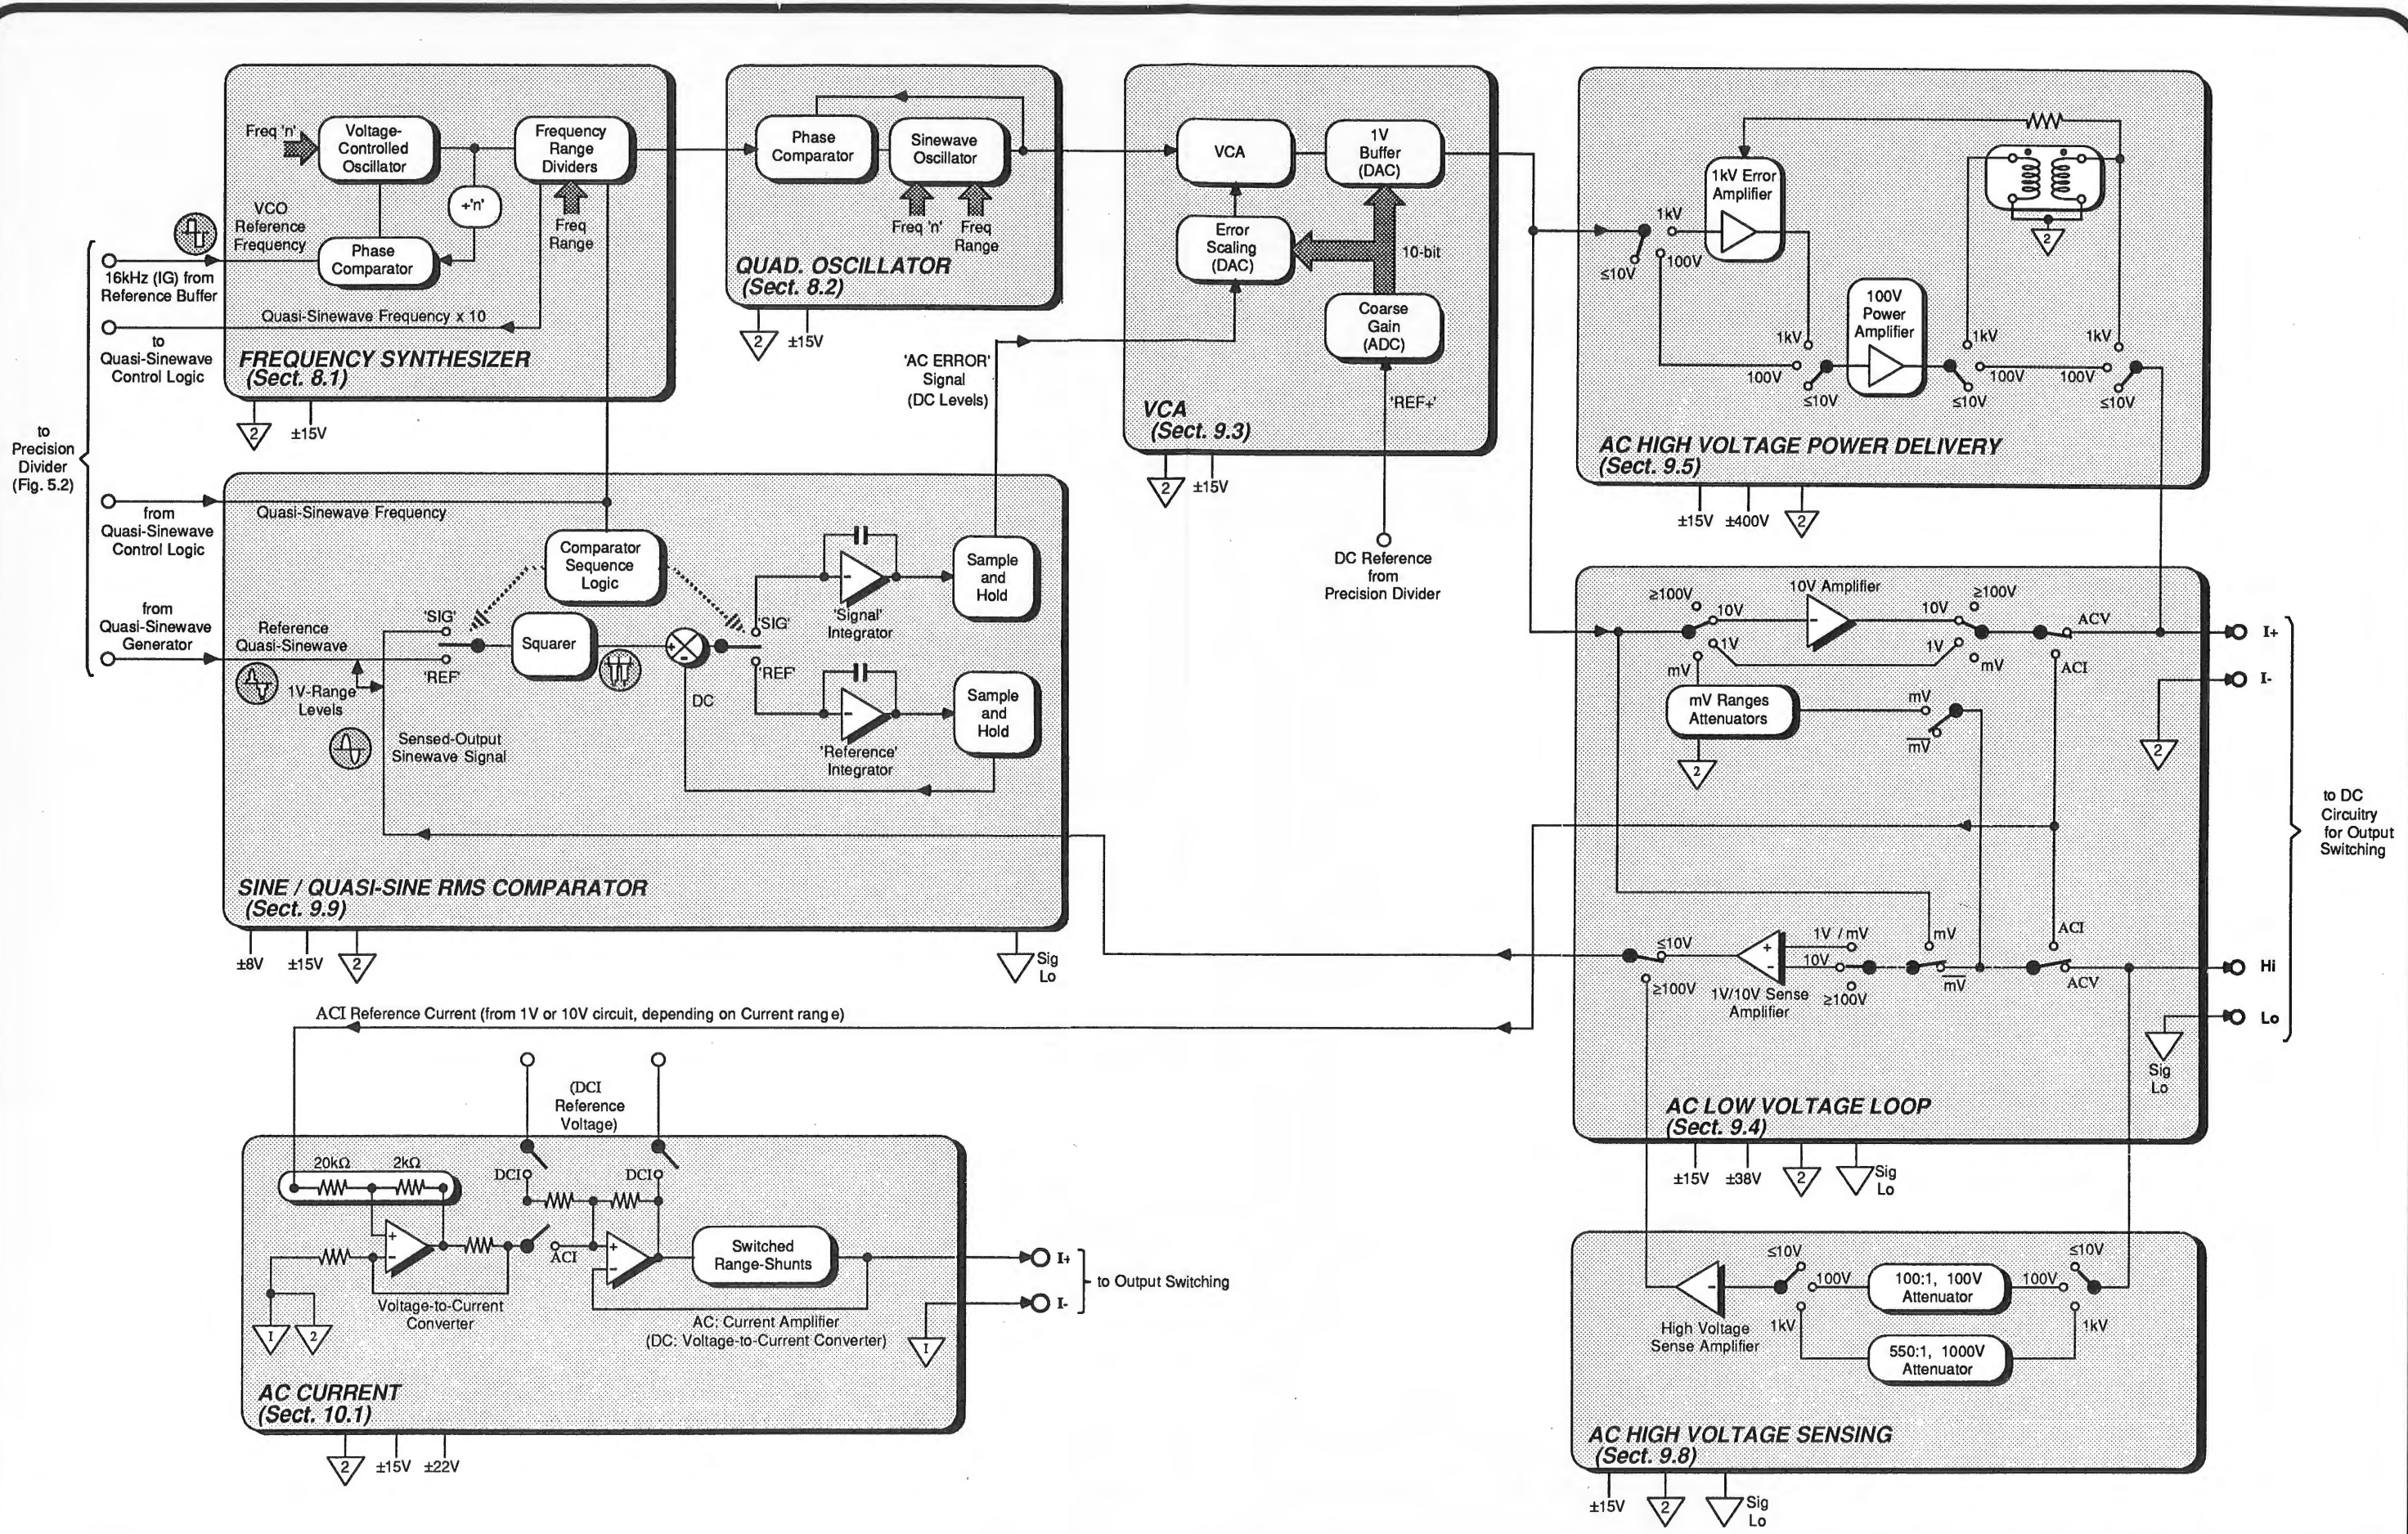 Freq 'n'
Voltage-
Controlled
Oscillator
Frequency
Range
Dividers
+'n'
Freq
Range
VCO
Reference
Frequency
Phase
Comparator
16kHz (IG) from
Reference Buffer
Quasi-Sinewave Frequency x 10
to
Quasi-Sinewave
Control Logic
FREQUENCY SYNTHESIZER
(Sect. 8.1)
2
±15V
Phase
Comparator
Sinewave
Oscillator
Freq 'n'
Freq
Range
QUAD. OSCILLATOR
(Sect. 8.2)
2
±15V
VCA
1V
Buffer
(DAC)
Error
Scaling
(DAC)
10-bit
Coarse
Gain
(ADC)
'REF+'
VCA
(Sect. 9.3)
2
±15V
'AC ERROR'
Signal
(DC Levels)
DC Reference
from
Precision Divider
1kV Error
Amplifier
1kV
100V
≤10V
2
100V
Power
Amplifier
1kV
100V
≤10V
1kV
100V
≤10V
1kV
100V
≤10V
AC HIGH VOLTAGE POWER DELIVERY
(Sect. 9.5)
±15V
±400V
2
to
Precision
Divider
(Fig. 5.2)
from
Quasi-Sinewave
Control Logic
Quasi-Sinewave Frequency
from
Quasi-Sinewave
Generator
Reference
Quasi-Sinewave
1V-Range
Levels
Sensed-Output
Sinewave Signal
'SIG'
'REF'
Comparator
Sequence
Logic
Squarer
+
-
DC
'SIG'
'REF'
-
'Signal'
Integrator
Sample
and
Hold
-
'Reference'
Integrator
Sample
and
Hold
SINE / QUASI-SINE RMS COMPARATOR
(Sect. 9.9)
±8V
±15V
2
Sig
Lo
≥100V
10V
1V
mV
10V Amplifier
10V
≥100V
1V
mV
ACV
ACI
I+
I-
2
mV Ranges
Attenuators
2
mV
mV
to DC
Circuitry
for Output
Switching
≤10V
≥100V
+
-
1V/10V Sense
Amplifier
1V / mV
10V
≥100V
mV
mV
ACI
ACV
Hi
Lo
Sig
Lo
AC LOW VOLTAGE LOOP
(Sect. 9.4)
±15V
±38V
2
Sig
Lo
ACI Reference Current (from 1V or 10V circuit, depending on Current range)
(DCI
Reference
Voltage)
20kΩ
2kΩ
DCI
DCI
+
-
ACI
+
-
Switched
Range-Shunts
Voltage-to-Current
Converter
1
2
AC: Current Amplifier
(DC: Voltage-to-Current Converter)
1
I+
I-
to Output Switching
AC CURRENT
(Sect. 10.1)
2
±15V
±22V
-
High Voltage
Sense Amplifier
≤10V
100V
1kV
100:1, 100V
Attenuator
550:1, 1000V
Attenuator
≤10V
100V
1kV
AC HIGH VOLTAGE SENSING
(Sect. 9.8)
±15V
2
Sig
Lo